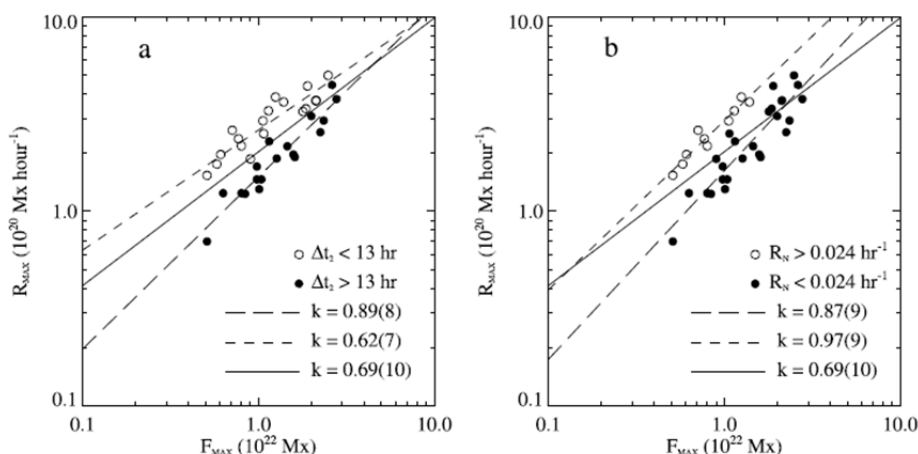 10.0
a
1.0
0.1
R_MAX (10^20 Mx hour^-1)
○ Δt₂ < 13 hr
● Δt₂ > 13 hr
k = 0.89(8)
k = 0.62(7)
k = 0.69(10)
0.1 1.0 10.0
F_MAX (10^22 Mx)
10.0
b
1.0
0.1
R_MAX (10^20 Mx hour^-1)
○ R_N > 0.024 hr^-1
● R_N < 0.024 hr^-1
k = 0.87(9)
k = 0.97(9)
k = 0.69(10)
0.1 1.0 10.0
F_MAX (10^22 Mx)